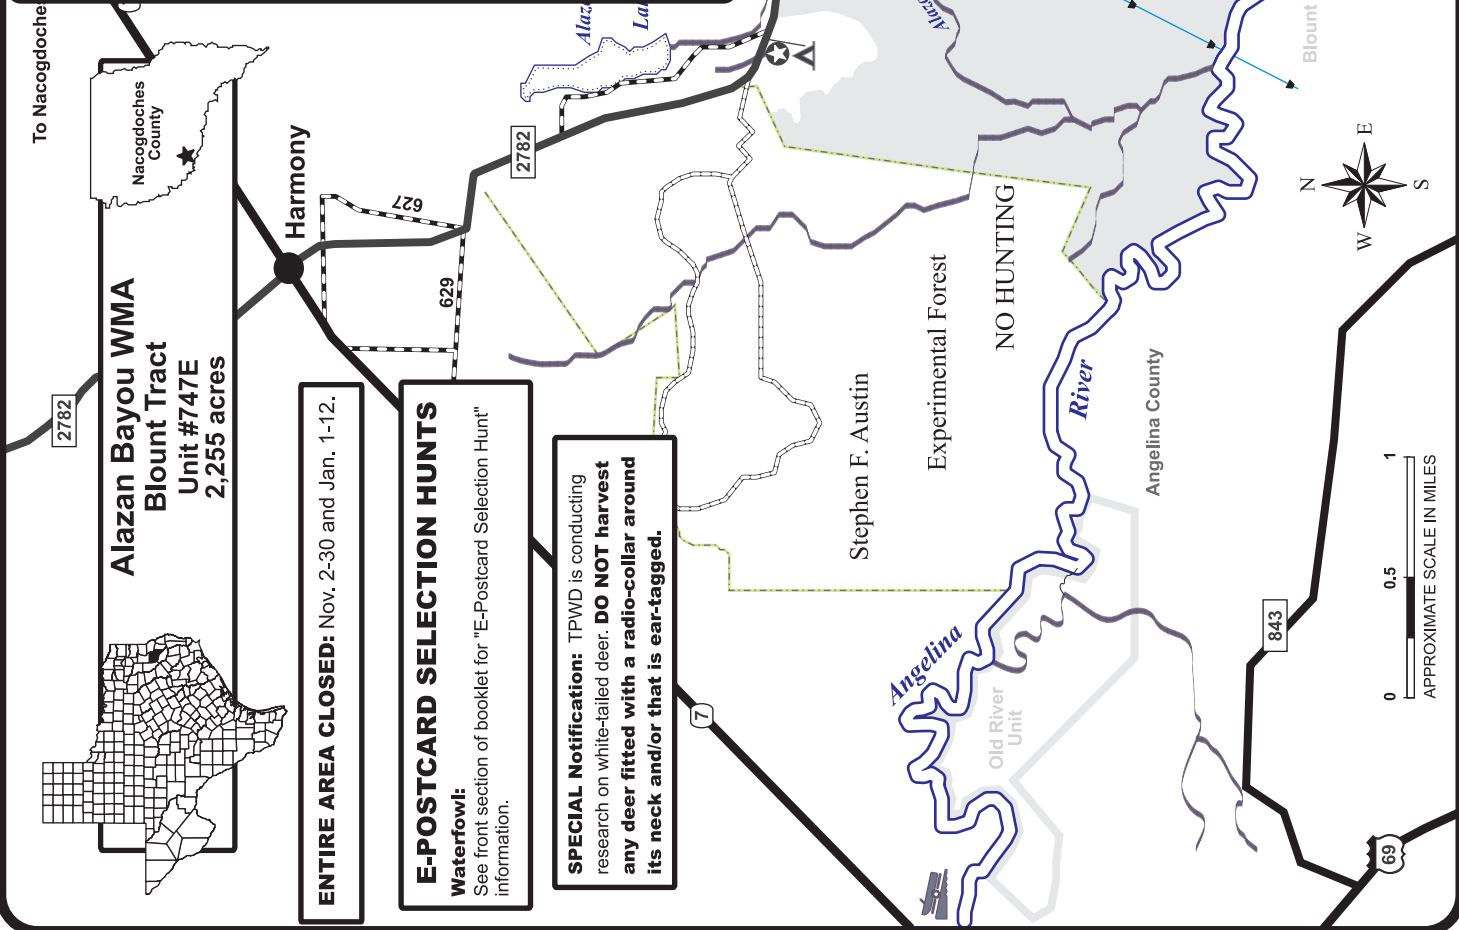 To Nacogdoches
Nacogdoches
County
2782
Alazan Bayou WMA
Blount Tract
Unit #747E
2,255 acres
Harmony
627
629
2782
ENTIRE AREA CLOSED: Nov. 2-30 and Jan. 1-12.
E-POSTCARD SELECTION HUNTS
Waterfowl:
See front section of booklet for "E-Postcard Selection Hunt"
information.
SPECIAL Notification: TPWD is conducting
research on white-tailed deer. DO NOT harvest
any deer fitted with a radio-collar around
its neck and/or that is ear-tagged.
7
Stephen F. Austin
Experimental Forest
NO HUNTING
Angelina
River
Old River
Unit
Angelina County
Blount
N
E
S
W
843
69
0
0.5
1
APPROXIMATE SCALE IN MILES